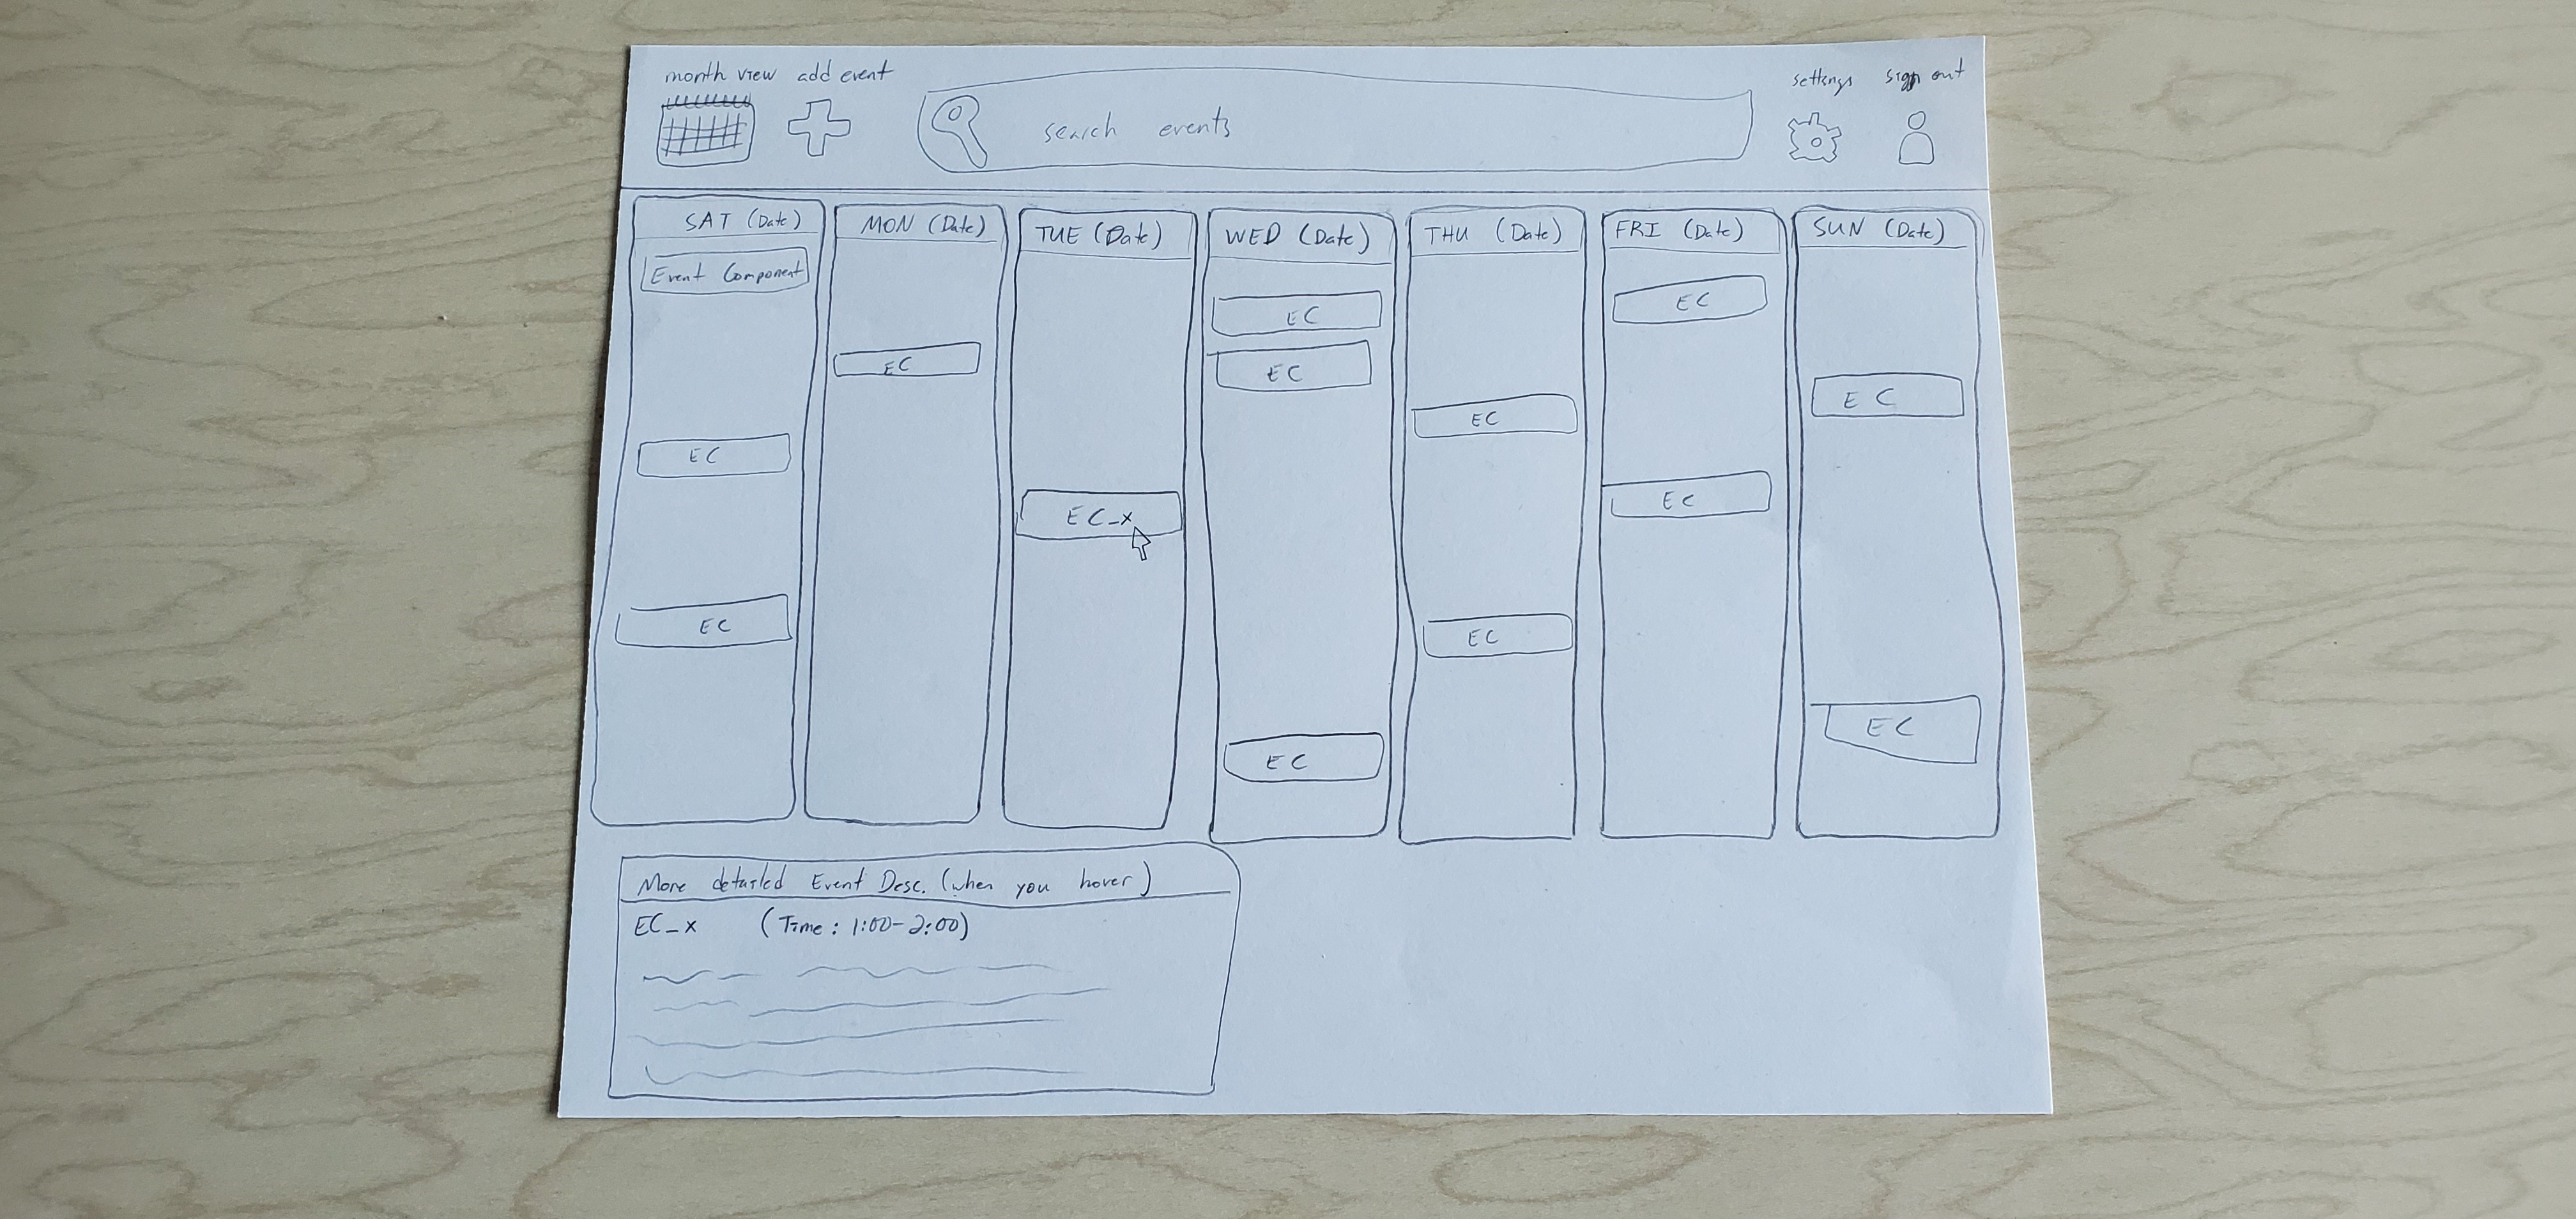 month view add event
settings sign out
search events
SAT (Date)
MON (Date)
TUE (Date)
WED (Date)
THU (Date)
FRI (Date)
SUN (Date)
Event Component
EC
EC
EC
EC_x
EC
EC
EC
EC
EC
EC
EC
EC
EC
More detailed Event Desc. (when you hover)
EC_x (Time: 1:00-2:00)